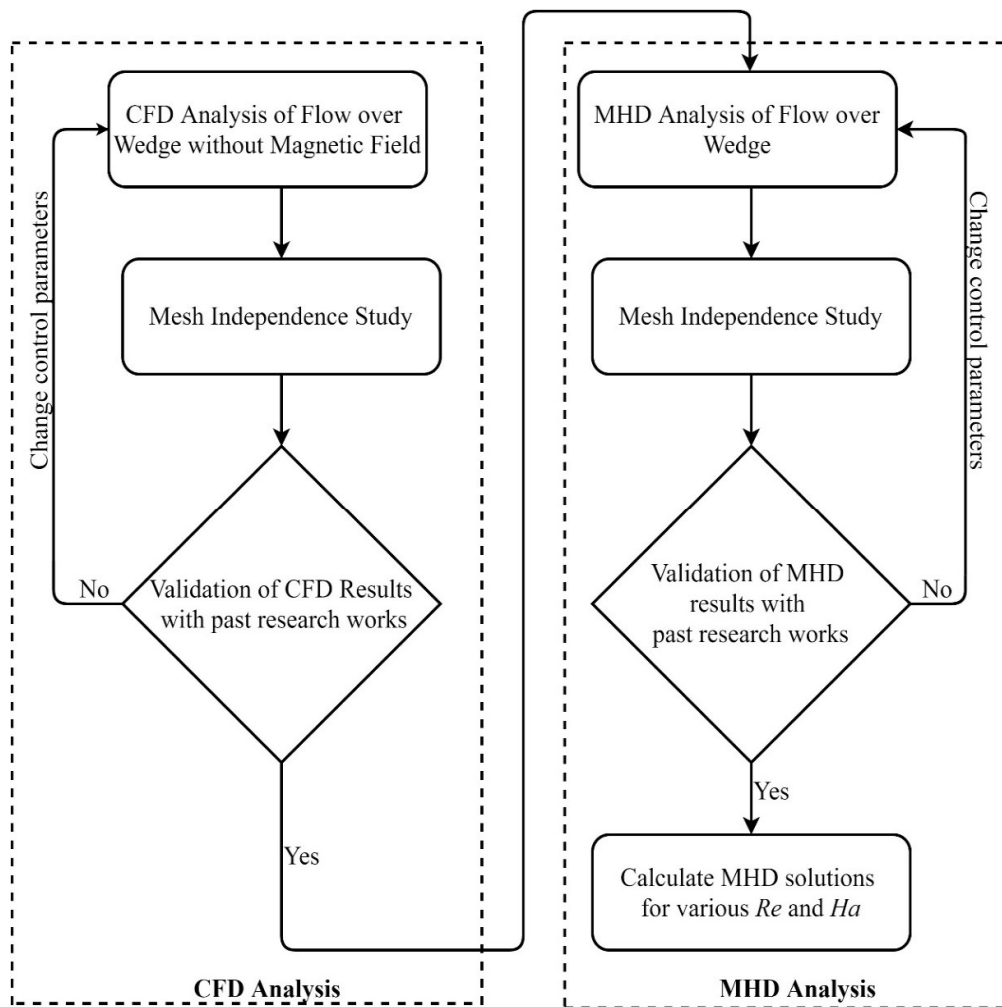 CFD Analysis of Flow over
Wedge without Magnetic Field
Change control parameters
Mesh Independence Study
Validation of CFD Results
with past research works
No
Yes
CFD Analysis
MHD Analysis of Flow over
Wedge
Change control parameters
Mesh Independence Study
Validation of MHD
results with
past research works
No
Yes
Calculate MHD solutions
for various Re and Ha
MHD Analysis